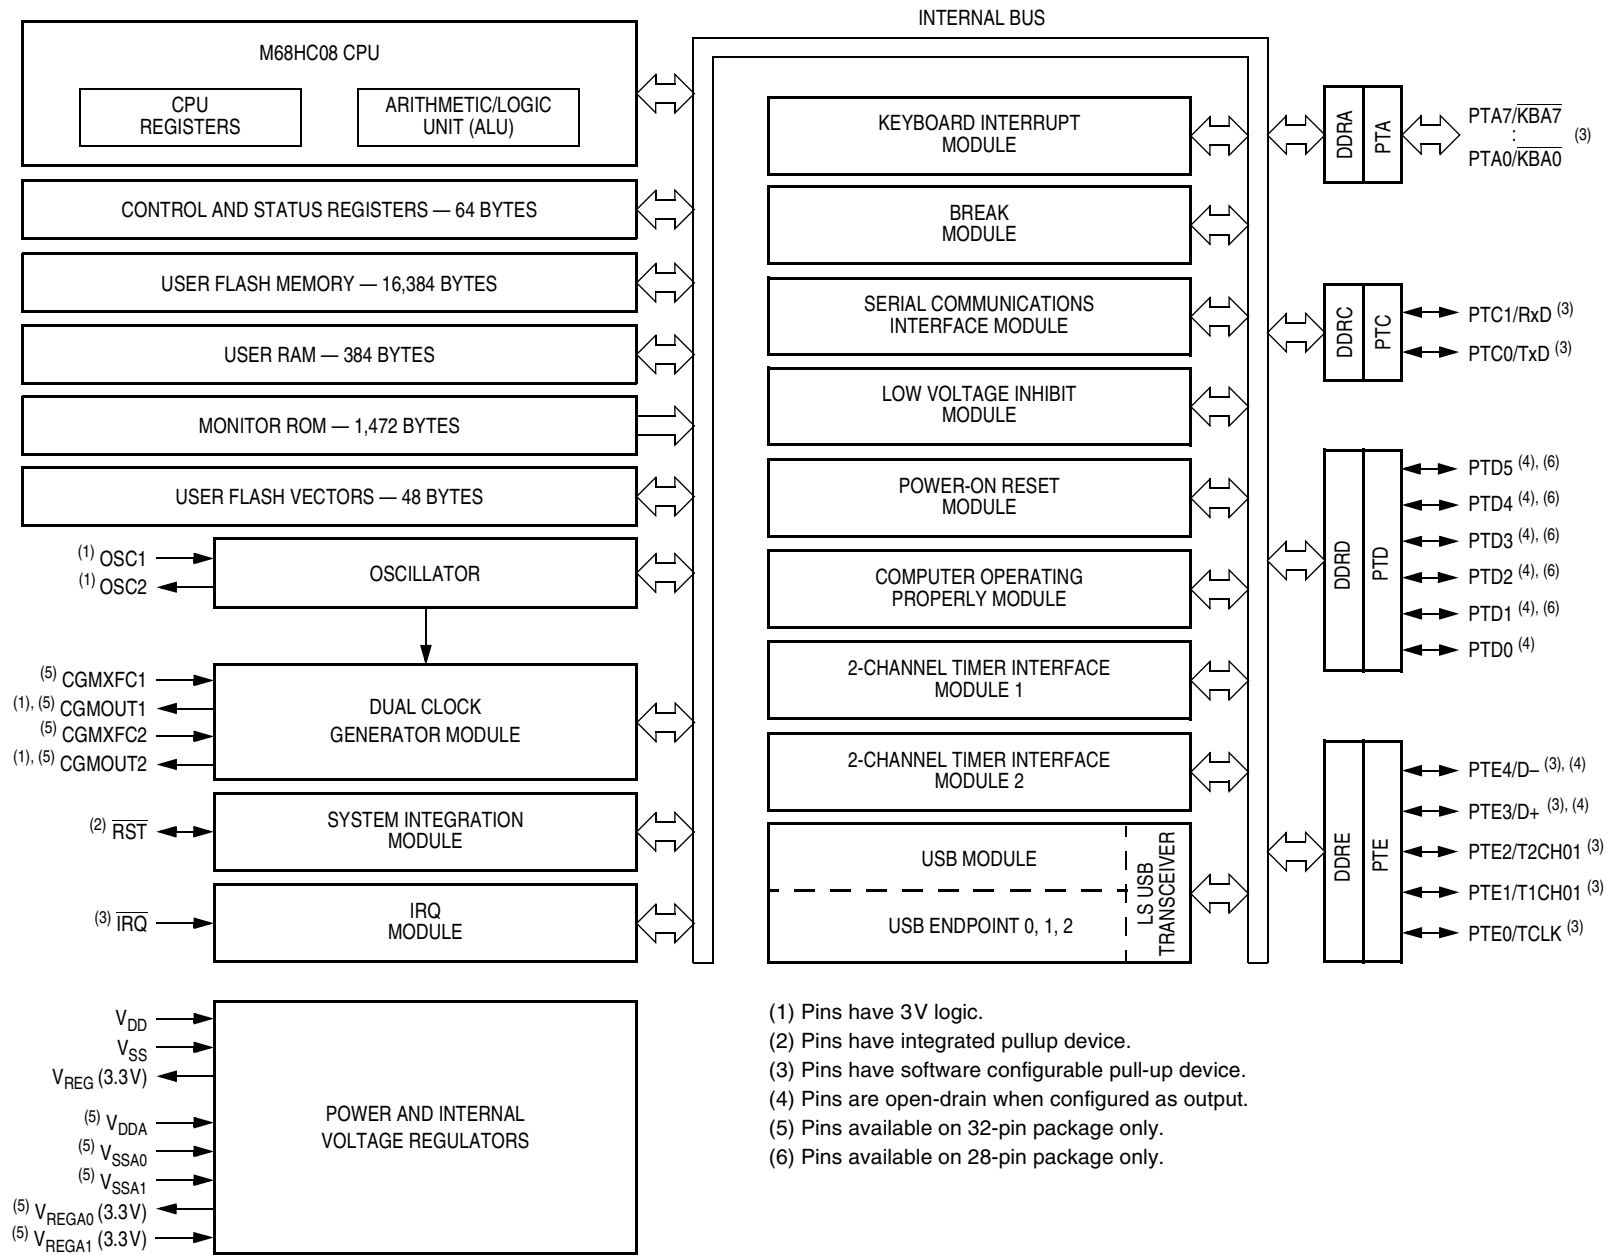 INTERNAL BUS
M68HC08 CPU
CPU
REGISTERS
ARITHMETIC/LOGIC
UNIT (ALU)
CONTROL AND STATUS REGISTERS — 64 BYTES
USER FLASH MEMORY — 16,384 BYTES
USER RAM — 384 BYTES
MONITOR ROM — 1,472 BYTES
USER FLASH VECTORS — 48 BYTES
(1) OSC1
(1) OSC2
OSCILLATOR
(5) CGMXFC1
(1), (5) CGMOUT1
(5) CGMXFC2
(1), (5) CGMOUT2
DUAL CLOCK
GENERATOR MODULE
(2) RST
SYSTEM INTEGRATION
MODULE
(3) IRQ
IRQ
MODULE
VDD
VSS
VREG (3.3V)
(5) VDDA
(5) VSSA0
(5) VSSA1
(5) VREGA0 (3.3V)
(5) VREGA1 (3.3V)
POWER AND INTERNAL
VOLTAGE REGULATORS
KEYBOARD INTERRUPT
MODULE
BREAK
MODULE
SERIAL COMMUNICATIONS
INTERFACE MODULE
LOW VOLTAGE INHIBIT
MODULE
POWER-ON RESET
MODULE
COMPUTER OPERATING
PROPERLY MODULE
2-CHANNEL TIMER INTERFACE
MODULE 1
2-CHANNEL TIMER INTERFACE
MODULE 2
USB MODULE
USB ENDPOINT 0, 1, 2
LS USB
TRANSCEIVER
DDRA
PTA
PTA7/KBA7
:
(3)
PTA0/KBA0
DDRC
PTC
PTC1/RxD (3)
PTC0/TxD (3)
DDRD
PTD
PTD5 (4), (6)
PTD4 (4), (6)
PTD3 (4), (6)
PTD2 (4), (6)
PTD1 (4), (6)
PTD0 (4)
DDRE
PTE
PTE4/D– (3), (4)
PTE3/D+ (3), (4)
PTE2/T2CH01 (3)
PTE1/T1CH01 (3)
PTE0/TCLK (3)
(1) Pins have 3V logic.
(2) Pins have integrated pullup device.
(3) Pins have software configurable pull-up device.
(4) Pins are open-drain when configured as output.
(5) Pins available on 32-pin package only.
(6) Pins available on 28-pin package only.